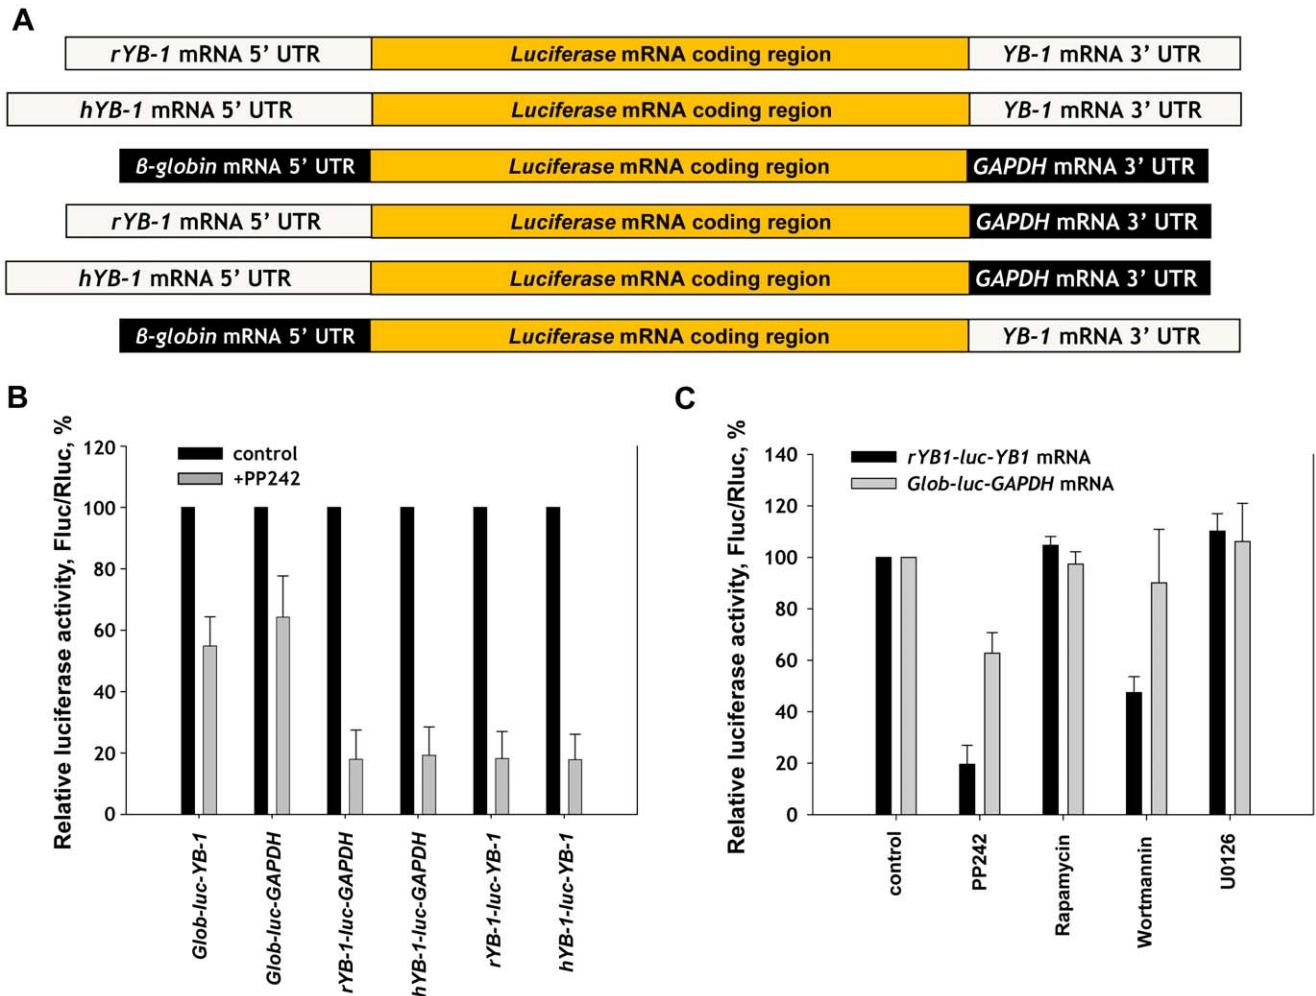 A
rYB-1 mRNA 5’ UTR Luciferase mRNA coding region YB-1 mRNA 3’ UTR
hYB-1 mRNA 5’ UTR Luciferase mRNA coding region YB-1 mRNA 3’ UTR
β-globin mRNA 5’ UTR Luciferase mRNA coding region GAPDH mRNA 3’ UTR
rYB-1 mRNA 5’ UTR Luciferase mRNA coding region GAPDH mRNA 3’ UTR
hYB-1 mRNA 5’ UTR Luciferase mRNA coding region GAPDH mRNA 3’ UTR
β-globin mRNA 5’ UTR Luciferase mRNA coding region YB-1 mRNA 3’ UTR
B
Relative luciferase activity, Fluc/Rluc, %
120
100
80
60
40
20
0
control
+PP242
Glob-luc-YB-1
Glob-luc-GAPDH
rYB-1-luc-GAPDH
hYB-1-luc-GAPDH
rYB-1-luc-YB-1
hYB-1-luc-YB-1
C
Relative luciferase activity, Fluc/Rluc, %
140
120
100
80
60
40
20
0
rYB1-luc-YB1 mRNA
Glob-luc-GAPDH mRNA
control
PP242
Rapamycin
Wortmannin
U0126